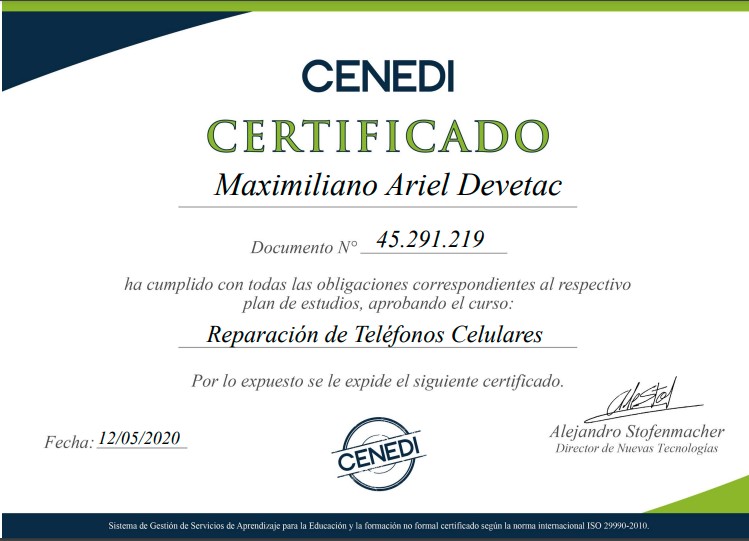 CENEDI
CERTIFICADO
Maximiliano Ariel Devetac
Documento N° 45.291.219
ha cumplido con todas las obligaciones correspondientes al respectivo
plan de estudios, aprobando el curso:
Reparación de Teléfonos Celulares
Por lo expuesto se le expide el siguiente certificado.
Fecha: 12/05/2020
CENEDI
Alejandro Stofenmacher
Director de Nuevas Tecnologías
Sistema de Gestión de Servicios de Aprendizaje para la Educación y la formación no formal certificado según la norma internacional ISO 29990-2010.